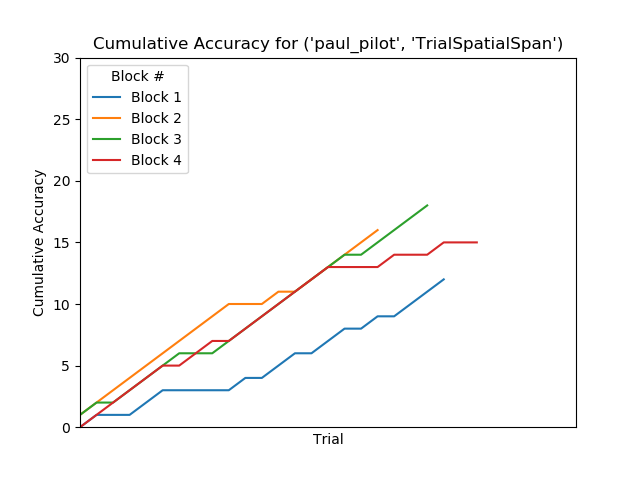 Cumulative Accuracy for ('paul_pilot', 'TrialSpatialSpan')
30
25
20
15
10
5
0
Cumulative Accuracy
Block #
Block 1
Block 2
Block 3
Block 4
Trial